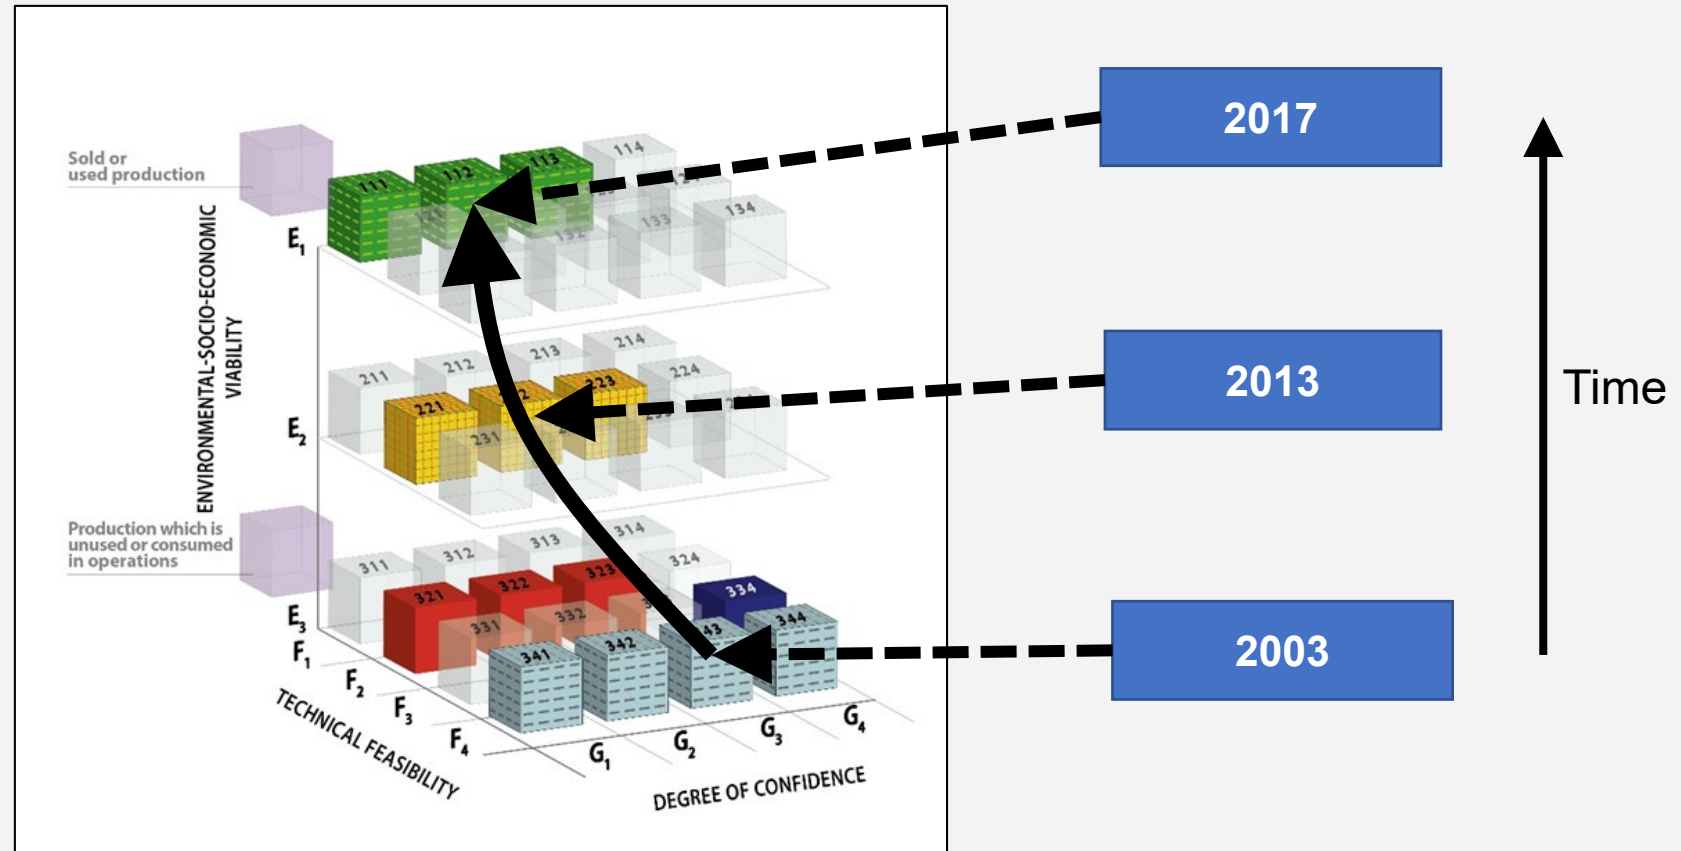 2017
Sold or
used production
111
112
113
114
134
133
132
E1
ENVIRONMENTAL-SOCIO-ECONOMIC
VIABILITY
2013
Time
211
212
213
214
221
223
224
231
E2
Production which is
unused or consumed
in operations
311
312
313
314
321
322
323
324
331
332
334
341
342
344
2003
E3
F1
F2
F3
F4
G1
G2
G3
G4
TECHNICAL FEASIBILITY
DEGREE OF CONFIDENCE